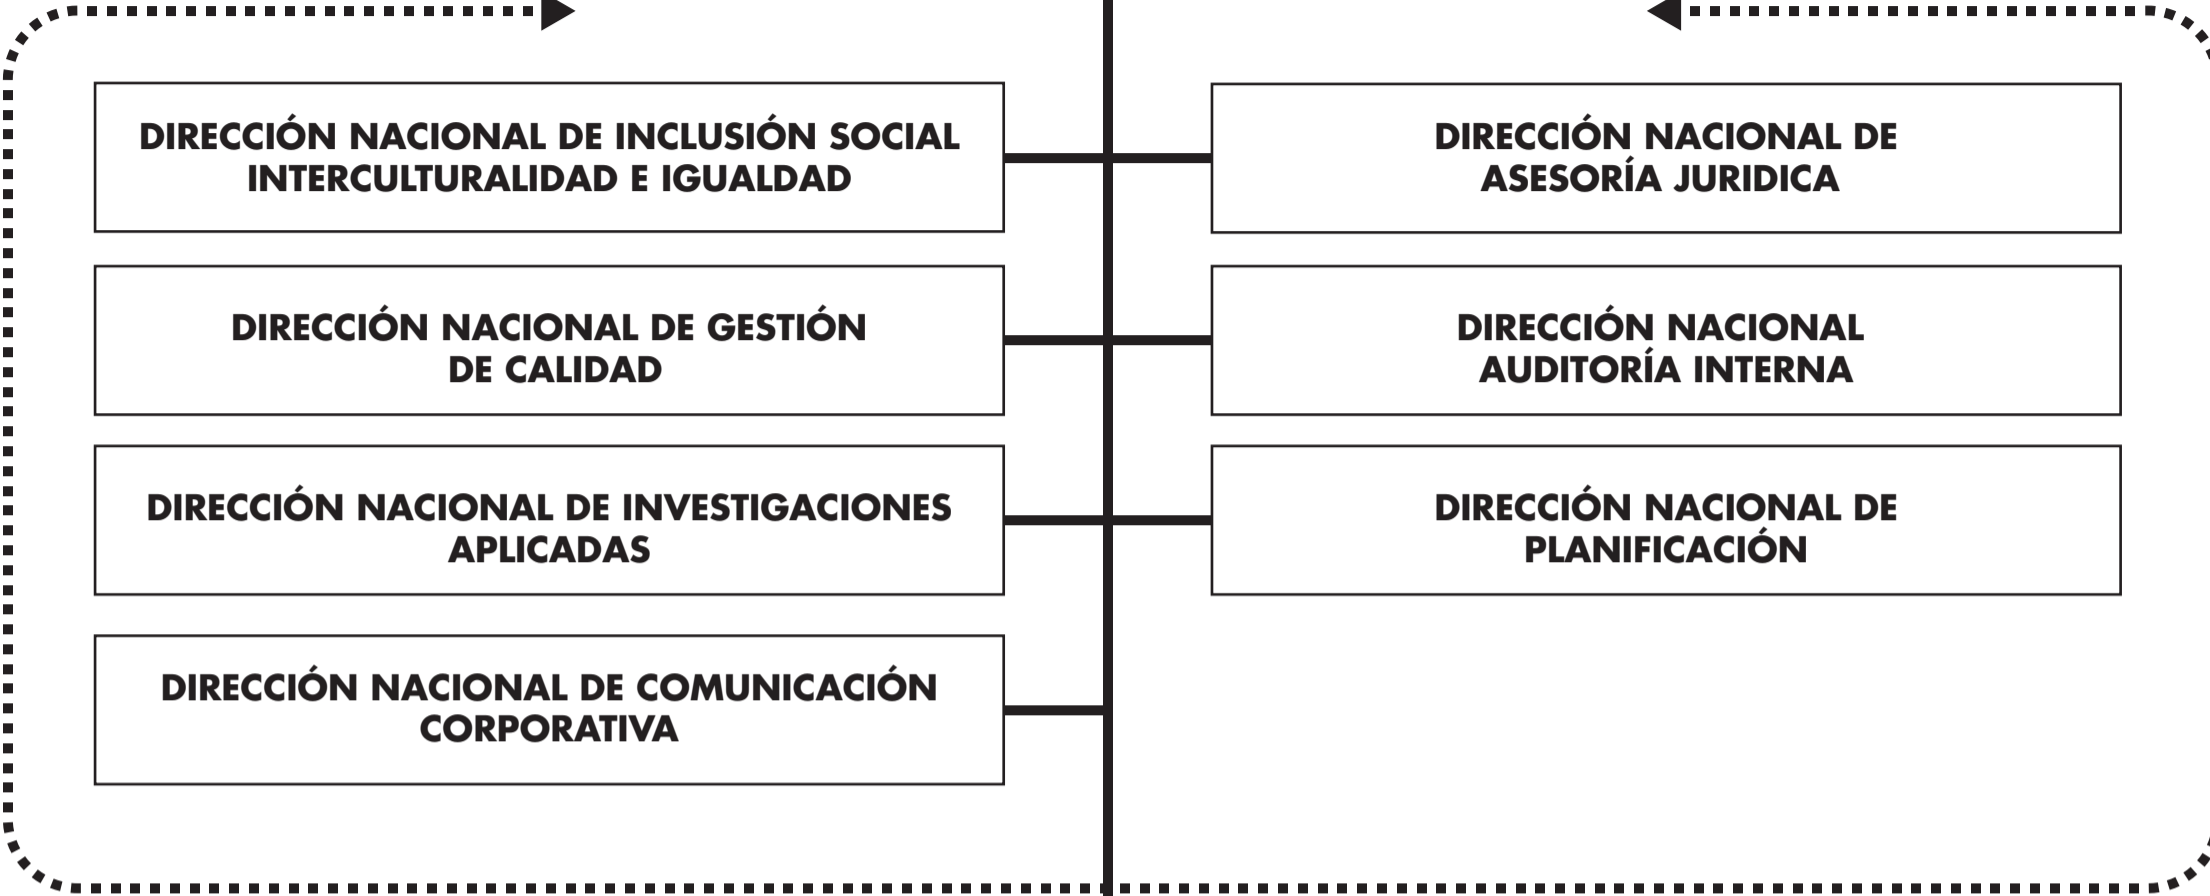 DIRECCIÓN NACIONAL DE INCLUSIÓN SOCIAL
INTERCULTURALIDAD E IGUALDAD
DIRECCIÓN NACIONAL DE
ASESORÍA JURIDICA
DIRECCIÓN NACIONAL DE GESTIÓN
DE CALIDAD
DIRECCIÓN NACIONAL
AUDITORÍA INTERNA
DIRECCIÓN NACIONAL DE INVESTIGACIONES
APLICADAS
DIRECCIÓN NACIONAL DE
PLANIFICACIÓN
DIRECCIÓN NACIONAL DE COMUNICACIÓN
CORPORATIVA